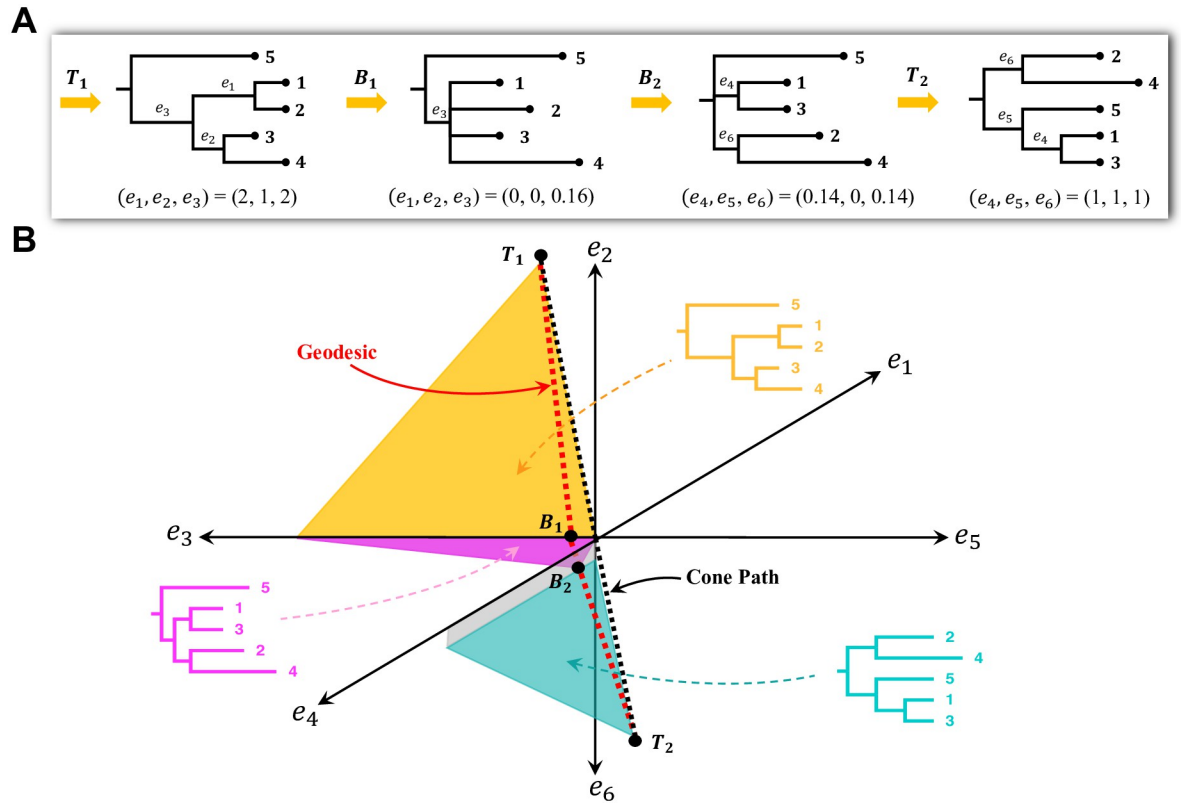 A
T₁
5
e₁
1
e₃
2
e₂
3
4
(e₁, e₂, e₃) = (2, 1, 2)
B₁
5
1
e₃
2
3
4
(e₁, e₂, e₃) = (0, 0, 0.16)
B₂
5
e₄
1
3
e₆
2
4
(e₄, e₅, e₆) = (0.14, 0, 0.14)
T₂
e₆
2
4
e₅
5
e₄
1
3
(e₄, e₅, e₆) = (1, 1, 1)
B
T₁
e₂
5
1
2
3
4
Geodesic
e₁
e₃
B₁
e₅
B₂
Cone Path
5
1
3
2
4
2
4
5
1
3
e₄
T₂
e₆